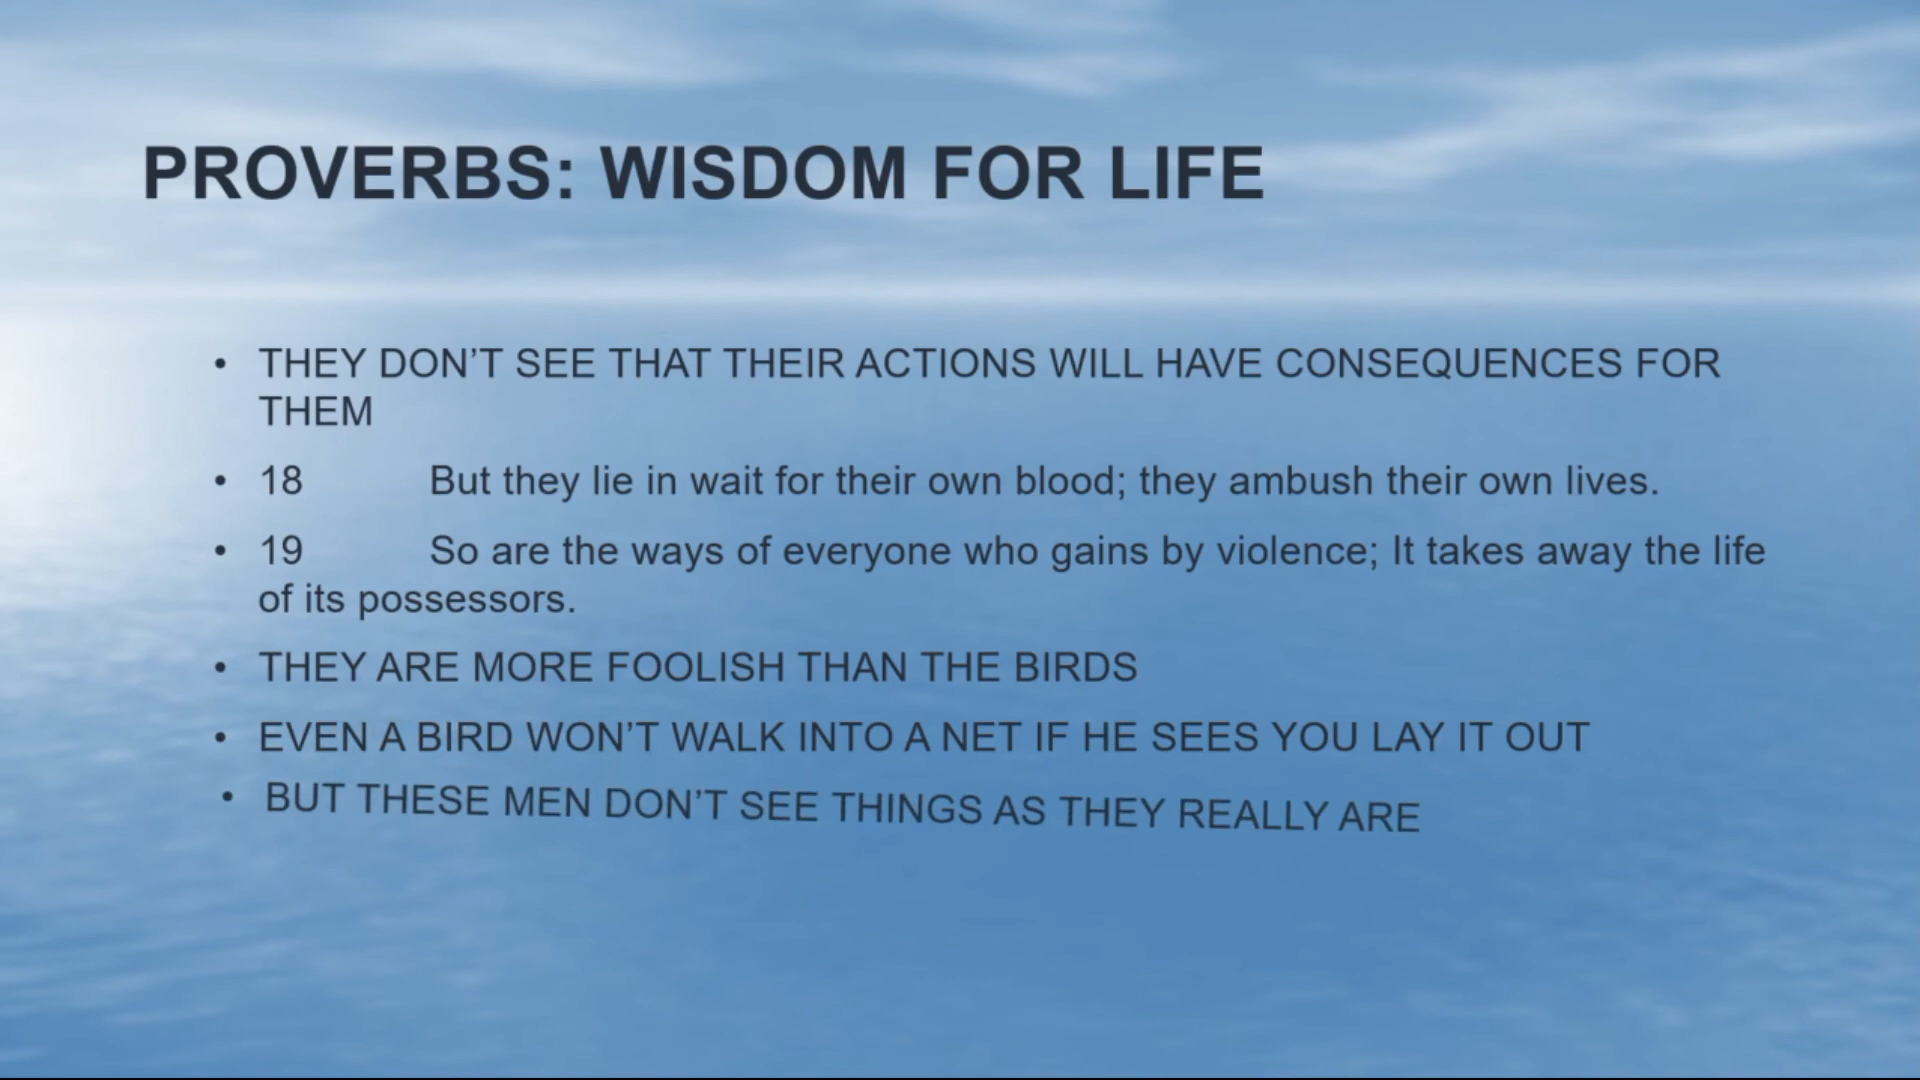 PROVERBS: WISDOM FOR LIFE
• THEY DON’T SEE THAT THEIR ACTIONS WILL HAVE CONSEQUENCES FOR
THEM
• 18 But they lie in wait for their own blood; they ambush their own lives.
• 19 So are the ways of everyone who gains by violence; It takes away the life
of its possessors.
• THEY ARE MORE FOOLISH THAN THE BIRDS
• EVEN A BIRD WON’T WALK INTO A NET IF HE SEES YOU LAY IT OUT
• BUT THESE MEN DON’T SEE THINGS AS THEY REALLY ARE